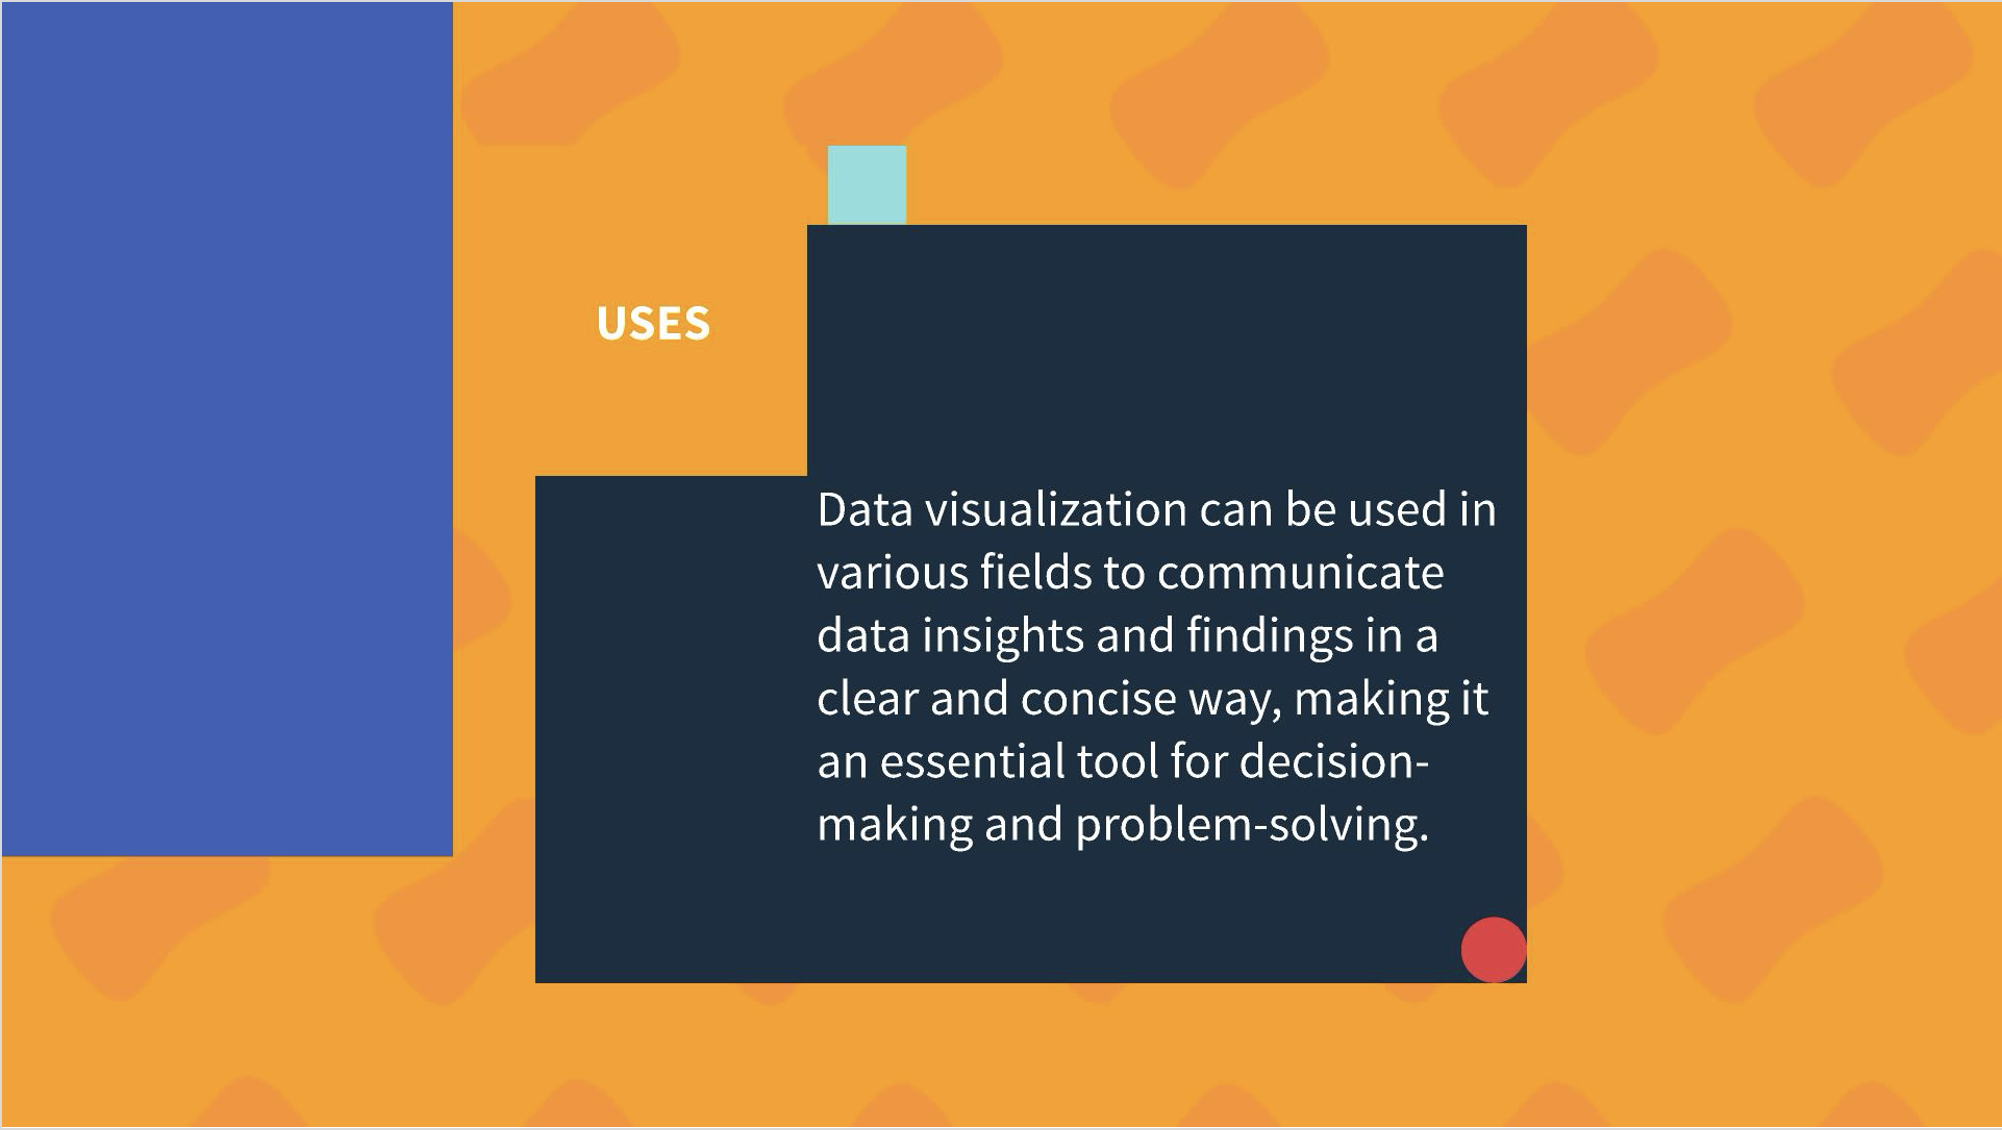 USES
Data visualization can be used in
various fields to communicate
data insights and findings in a
clear and concise way, making it
an essential tool for decision-
making and problem-solving.